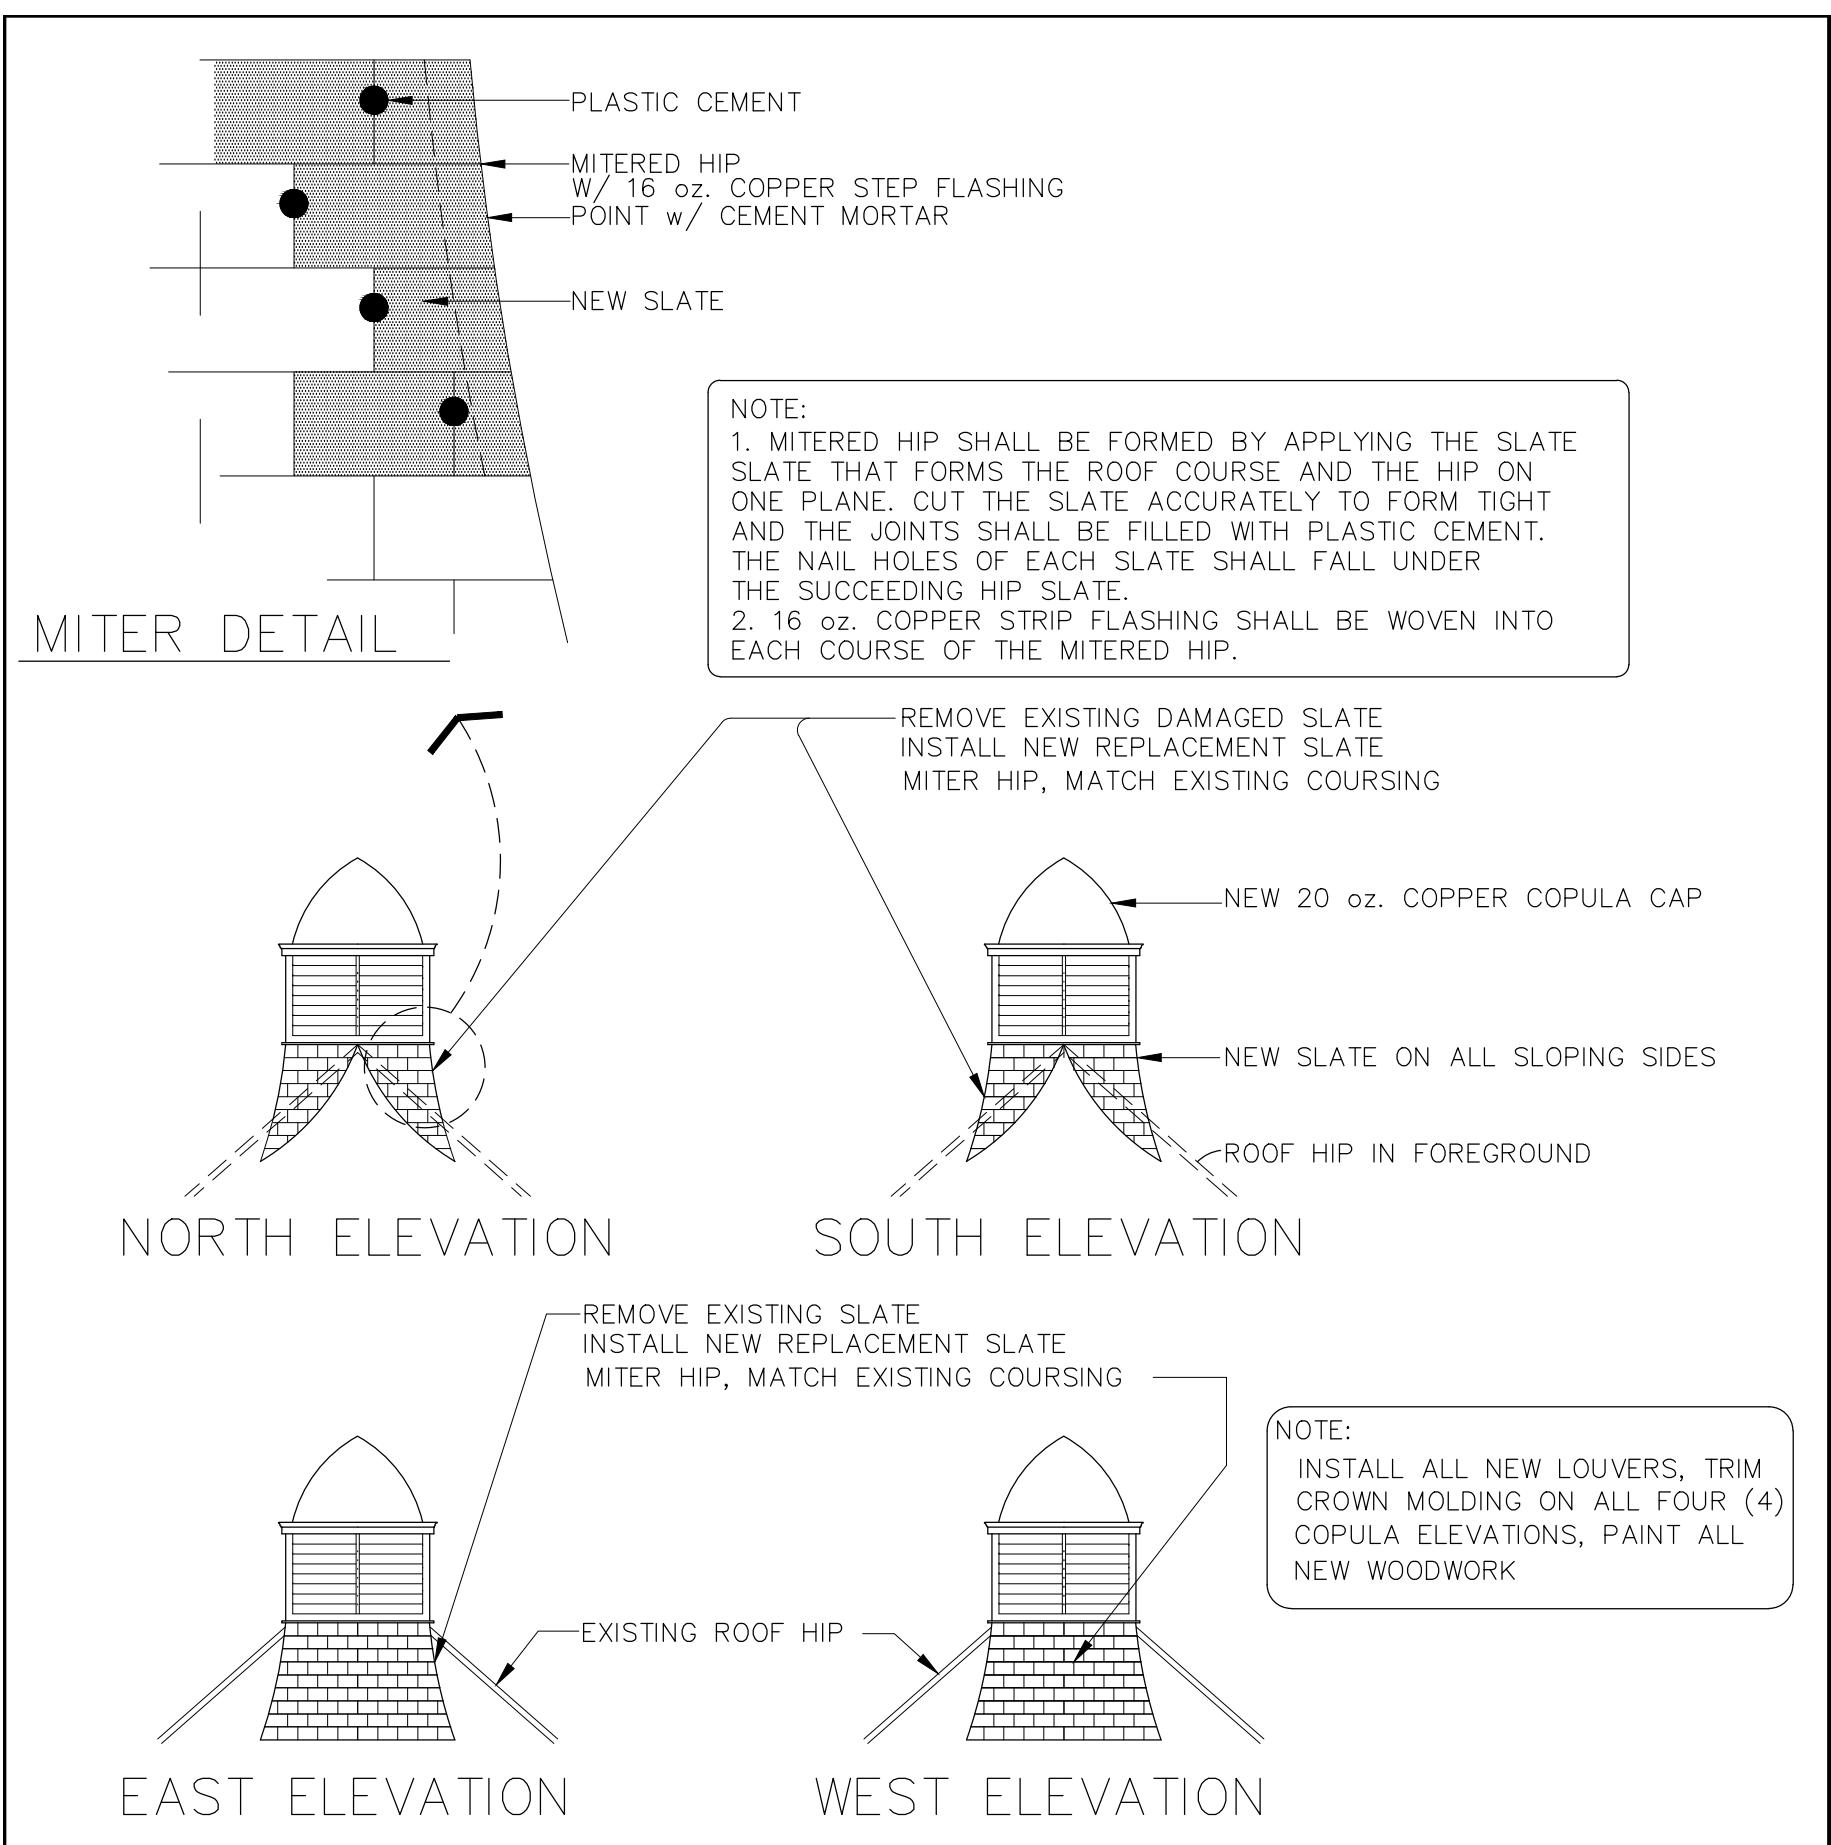 PLASTIC CEMENT
MITERED HIP
W/ 16 oz. COPPER STEP FLASHING
POINT w/ CEMENT MORTAR
NEW SLATE
MITER DETAIL
NOTE:
1. MITERED HIP SHALL BE FORMED BY APPLYING THE SLATE
SLATE THAT FORMS THE ROOF COURSE AND THE HIP ON
ONE PLANE. CUT THE SLATE ACCURATELY TO FORM TIGHT
AND THE JOINTS SHALL BE FILLED WITH PLASTIC CEMENT.
THE NAIL HOLES OF EACH SLATE SHALL FALL UNDER
THE SUCCEEDING HIP SLATE.
2. 16 oz. COPPER STRIP FLASHING SHALL BE WOVEN INTO
EACH COURSE OF THE MITERED HIP.
REMOVE EXISTING DAMAGED SLATE
INSTALL NEW REPLACEMENT SLATE
MITER HIP, MATCH EXISTING COURSING
NEW 20 oz. COPPER COPULA CAP
NEW SLATE ON ALL SLOPING SIDES
ROOF HIP IN FOREGROUND
NORTH ELEVATION
SOUTH ELEVATION
REMOVE EXISTING SLATE
INSTALL NEW REPLACEMENT SLATE
MITER HIP, MATCH EXISTING COURSING
NOTE:
INSTALL ALL NEW LOUVERS, TRIM
CROWN MOLDING ON ALL FOUR (4)
COPULA ELEVATIONS, PAINT ALL
NEW WOODWORK
EXISTING ROOF HIP
EAST ELEVATION
WEST ELEVATION